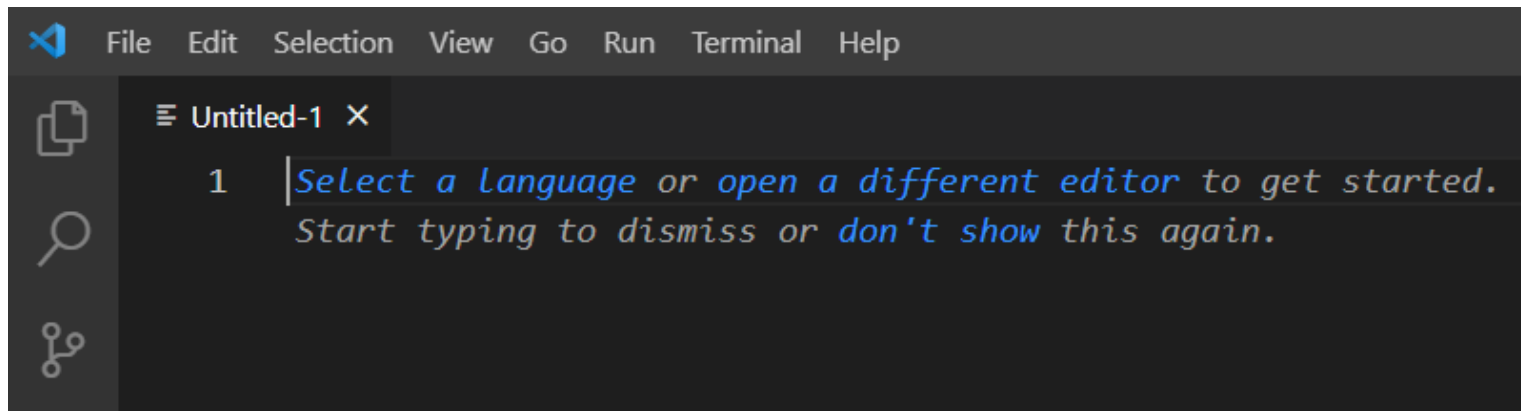 File Edit Selection View Go Run Terminal Help
Untitled-1
1 Select a language or open a different editor to get started.
Start typing to dismiss or don't show this again.